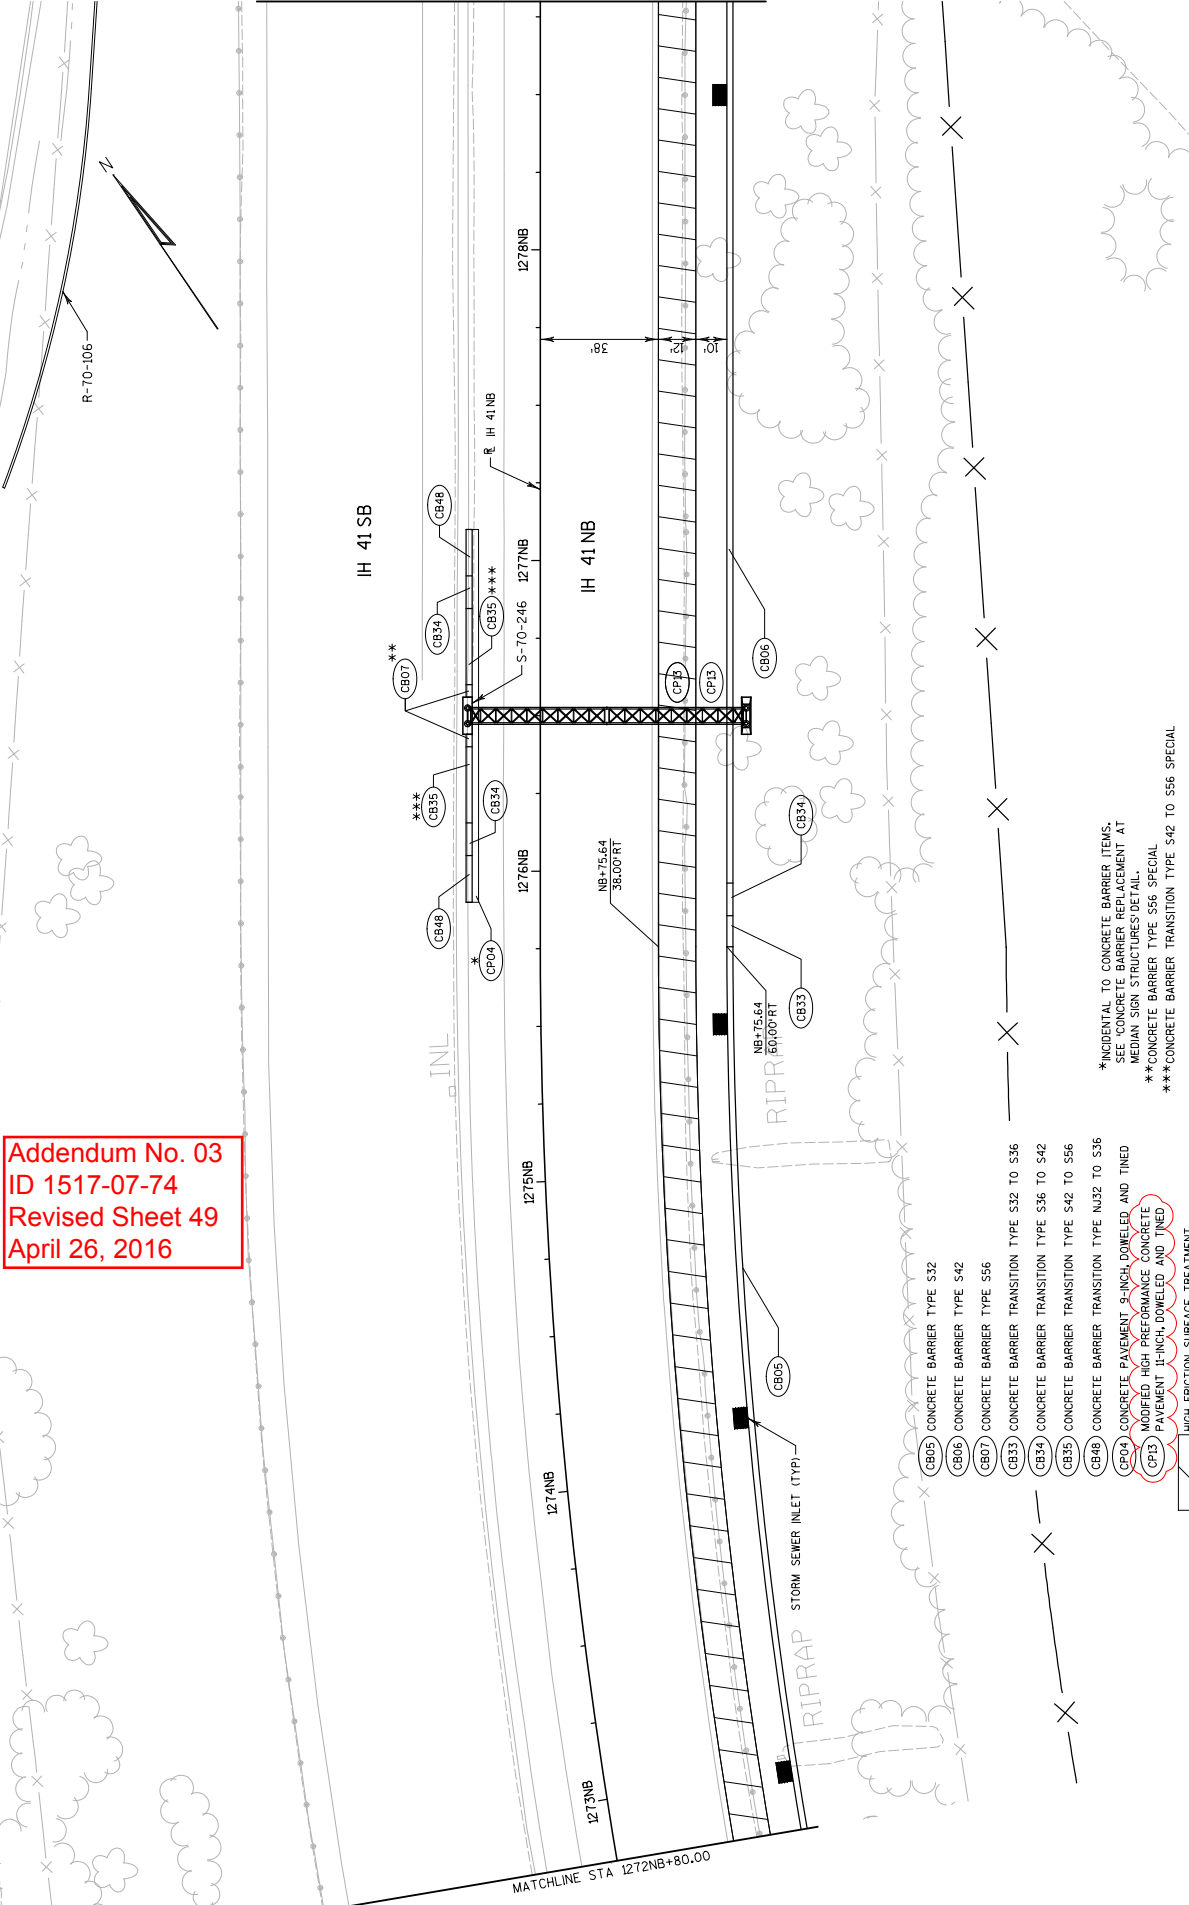 R-70-106
N
IH 41 SB
IH 41 NB
R IH 41 NB
1278NB
1277NB
1276NB
1275NB
1274NB
1273NB
38'
12'
10'
CB48
CB34
CB35
***
**
CB07
S-70-246
***
CB35
CB34
CB48
*
CP04
CP13
CP13
CB06
CB34
CB33
NB+75.64
38.00'RT
NB+75.64
60.00'RT
INL
RIPRAP
CB05
STORM SEWER INLET (TYP)
RIPRAP
MATCHLINE STA 1272NB+80.00
Addendum No. 03
ID 1517-07-74
Revised Sheet 49
April 26, 2016
*INCIDENTAL TO CONCRETE BARRIER ITEMS.
SEE 'CONCRETE BARRIER REPLACEMENT AT
MEDIAN SIGN STRUCTURES' DETAIL.
**CONCRETE BARRIER TYPE S56 SPECIAL
***CONCRETE BARRIER TRANSITION TYPE S42 TO S56 SPECIAL
CB05 CONCRETE BARRIER TYPE S32
CB06 CONCRETE BARRIER TYPE S42
CB07 CONCRETE BARRIER TYPE S56
CB33 CONCRETE BARRIER TRANSITION TYPE S32 TO S36
CB34 CONCRETE BARRIER TRANSITION TYPE S36 TO S42
CB35 CONCRETE BARRIER TRANSITION TYPE S42 TO S56
CB48 CONCRETE BARRIER TRANSITION TYPE NJ32 TO S36
CP04 CONCRETE PAVEMENT 9-INCH, DOWELED AND TINED
CP13 MODIFIED HIGH PREFORMANCE CONCRETE
PAVEMENT 11-INCH, DOWELED AND TINED
HIGH FRICTION SURFACE TREATMENT